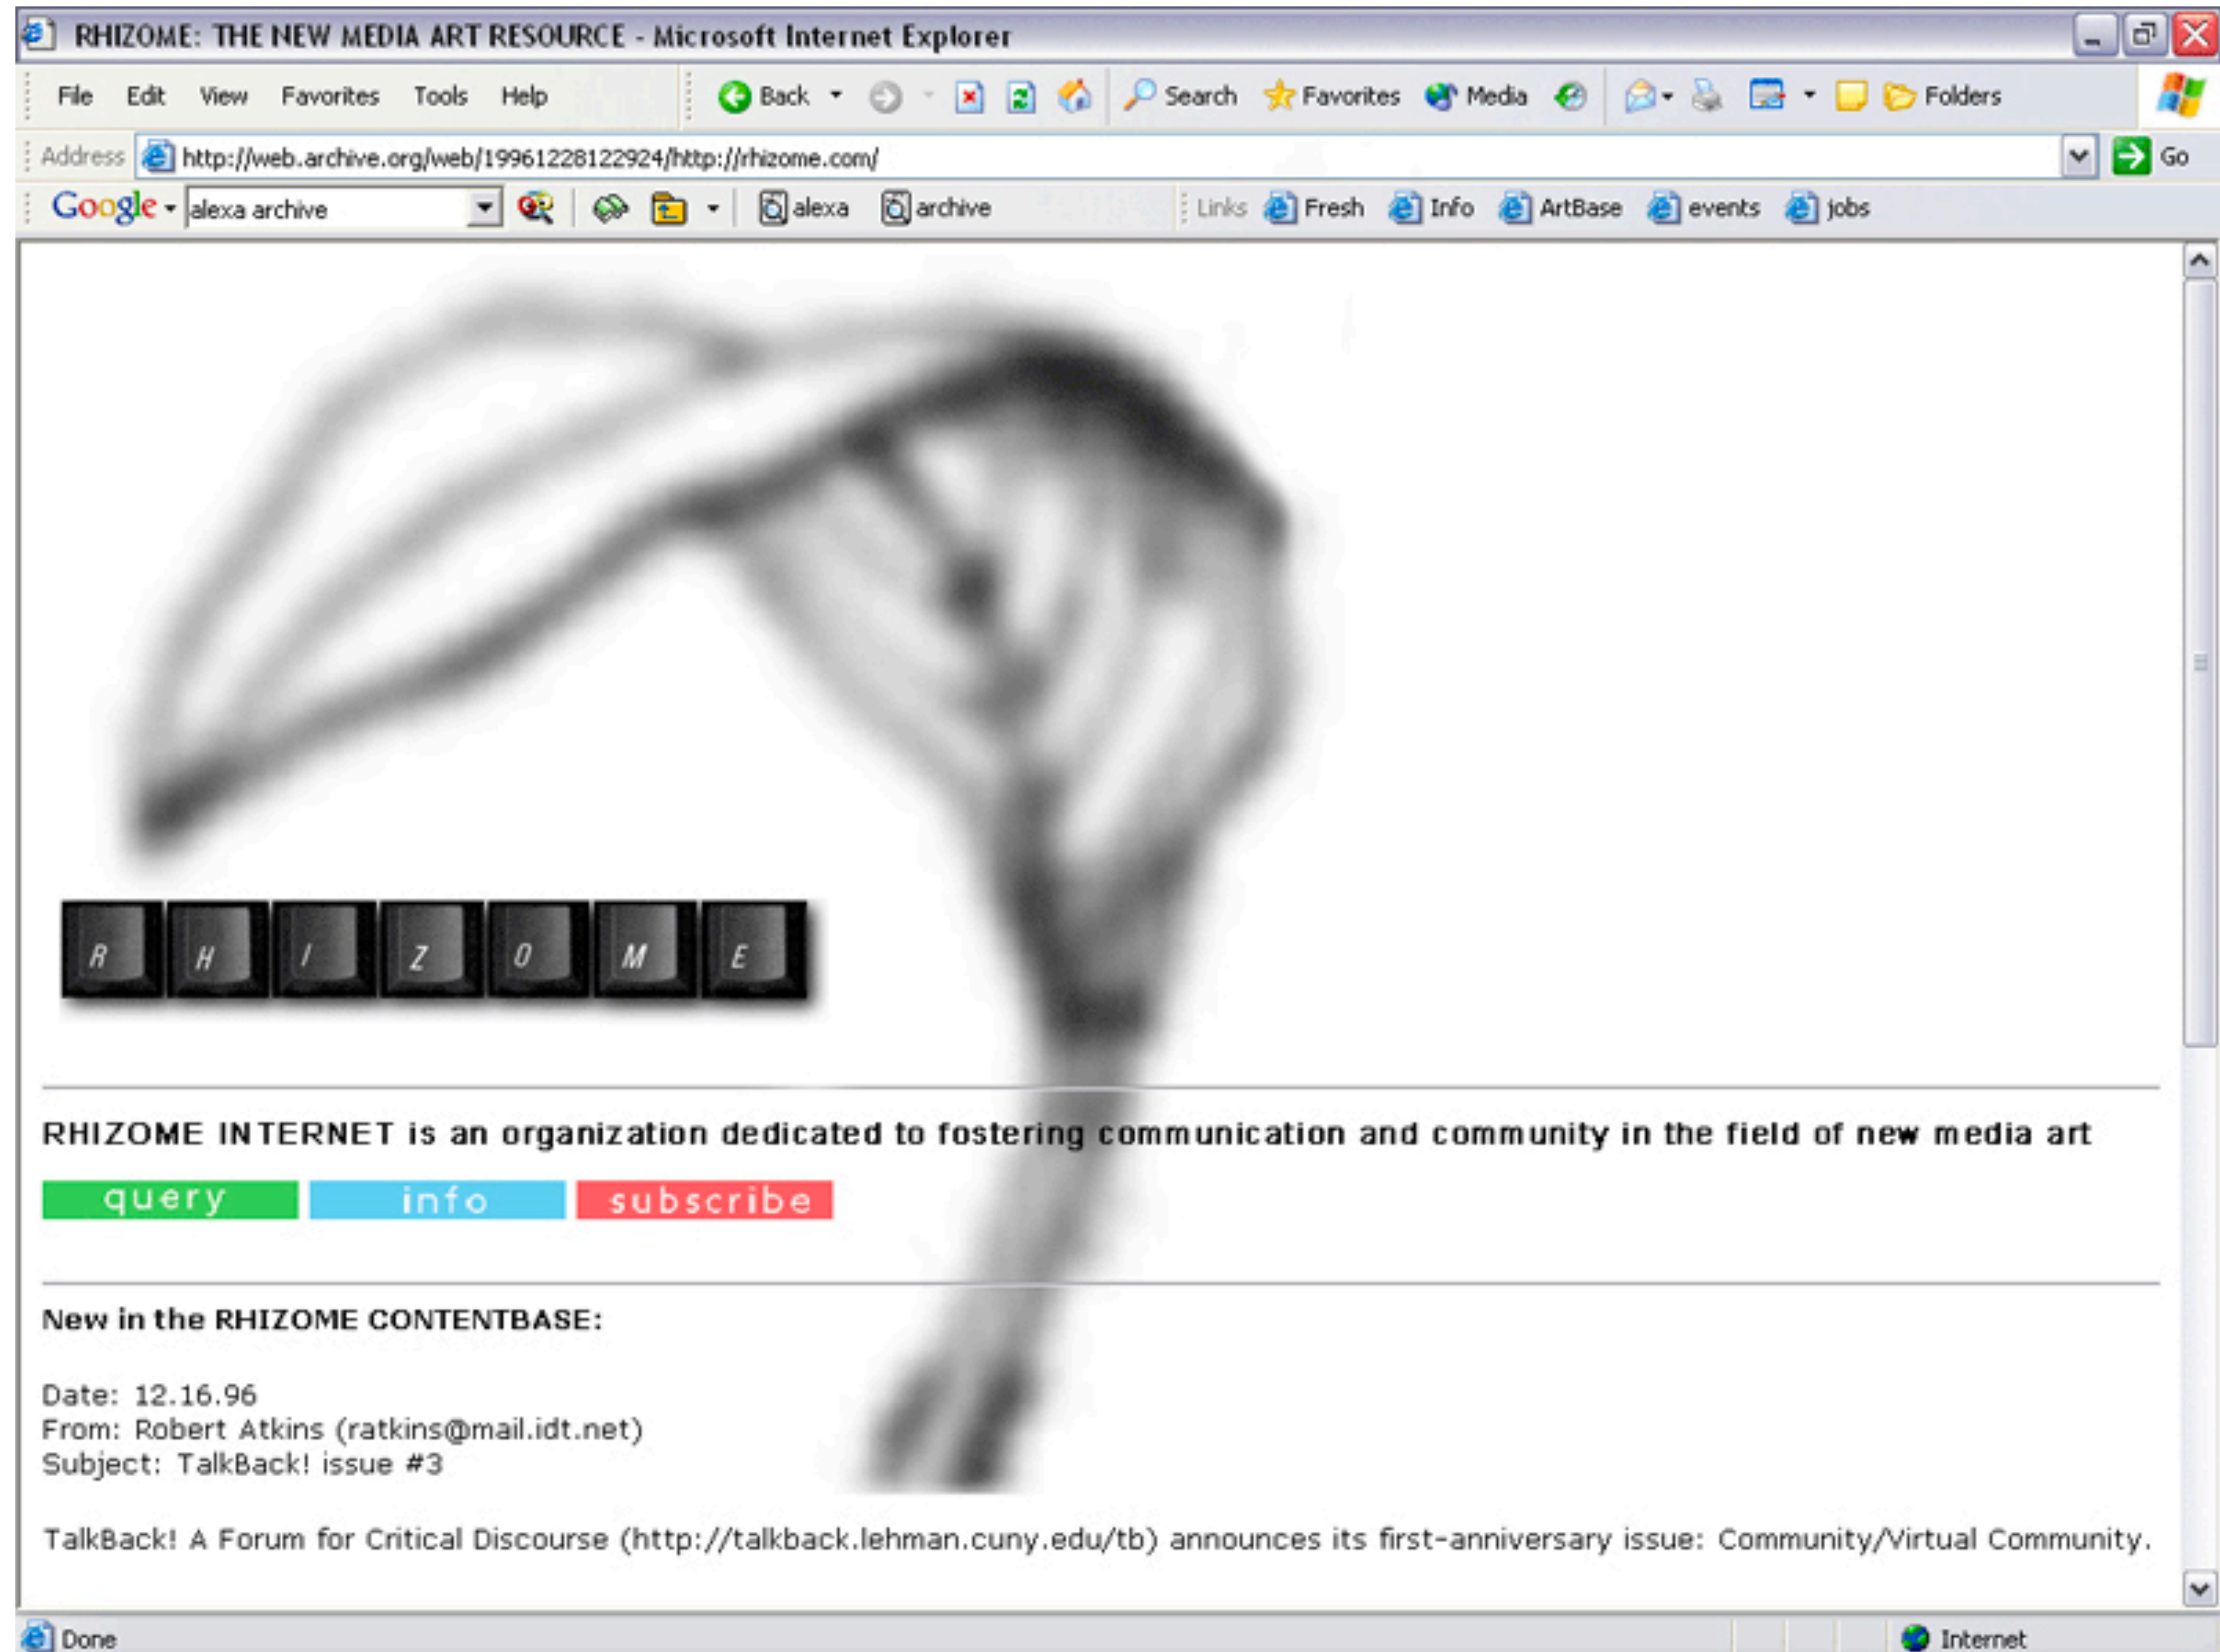 RHIZOME: THE NEW MEDIA ART RESOURCE - Microsoft Internet Explorer
File Edit View Favorites Tools Help Back Search Favorites Media Folders
Address http://web.archive.org/web/19961228122924/http://rhizome.com/ Go
Google alexa archive alexa archive Links Fresh Info ArtBase events jobs
R H I Z O M E
RHIZOME INTERNET is an organization dedicated to fostering communication and community in the field of new media art
query info subscribe
New in the RHIZOME CONTENTBASE:
Date: 12.16.96
From: Robert Atkins (ratkins@mail.idt.net)
Subject: TalkBack! issue #3
TalkBack! A Forum for Critical Discourse (http://talkback.lehman.cuny.edu/tb) announces its first-anniversary issue: Community/Virtual Community.
Done Internet